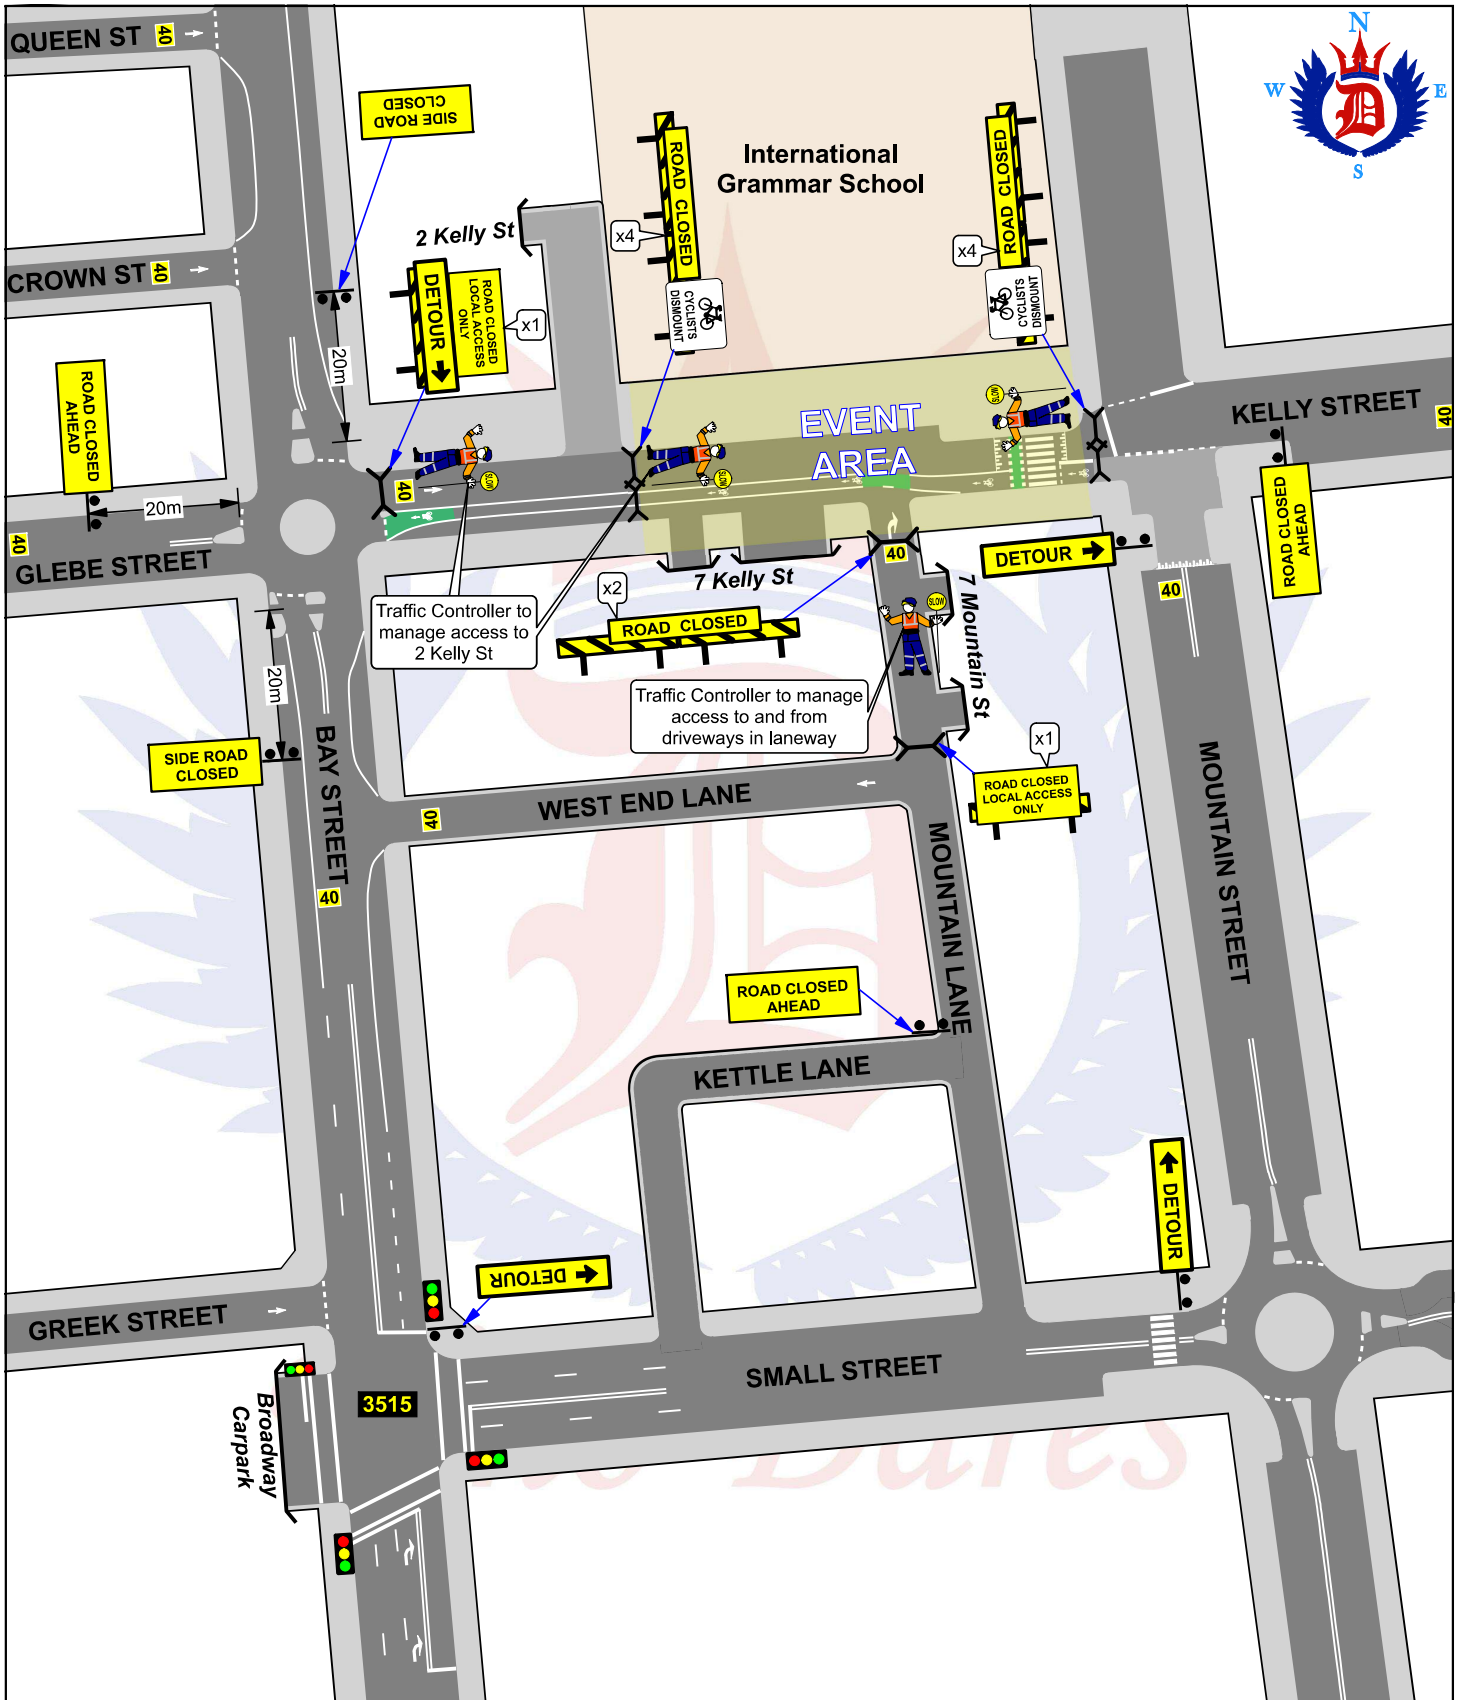 QUEEN ST
40
N
W
E
S
SIDE ROAD
CLOSED
International
Grammar School
ROAD CLOSED
ROAD CLOSED
x4
x4
2 Kelly St
CROWN ST
40
DETOUR
ROAD CLOSED
LOCAL ACCESS
ONLY
x1
CYCLISTS
DISMOUNT
CYCLISTS
DISMOUNT
20m
ROAD CLOSED
AHEAD
EVENT
AREA
SLOW
KELLY STREET
40
SLOW
SLOW
40
20m
ROAD CLOSED
AHEAD
40
GLEBE STREET
DETOUR
40
7 Kelly St
7 Mountain St
40
x2
ROAD CLOSED
SLOW
Traffic Controller to
manage access to
2 Kelly St
20m
Traffic Controller to manage
access to and from
driveways in laneway
SIDE ROAD
CLOSED
BAY STREET
x1
ROAD CLOSED
LOCAL ACCESS
ONLY
WEST END LANE
40
MOUNTAIN STREET
MOUNTAIN LANE
40
ROAD CLOSED
AHEAD
KETTLE LANE
DETOUR
DETOUR
GREEK STREET
SMALL STREET
3515
Broadway
Carpark
Dares